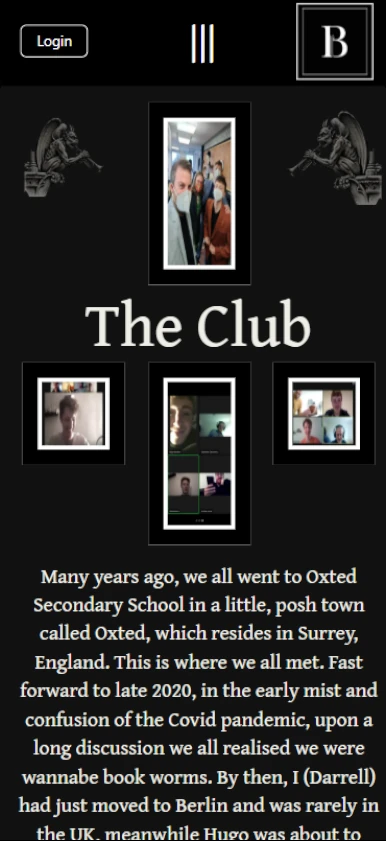 Login
B
The Club
Many years ago, we all went to Oxted
Secondary School in a little, posh town
called Oxted, which resides in Surrey,
England. This is where we all met. Fast
forward to late 2020, in the early mist and
confusion of the Covid pandemic, upon a
long discussion we all realised we were
wannabe book worms. By then, I (Darrell)
had just moved to Berlin and was rarely in
the UK, meanwhile Hugo was about to